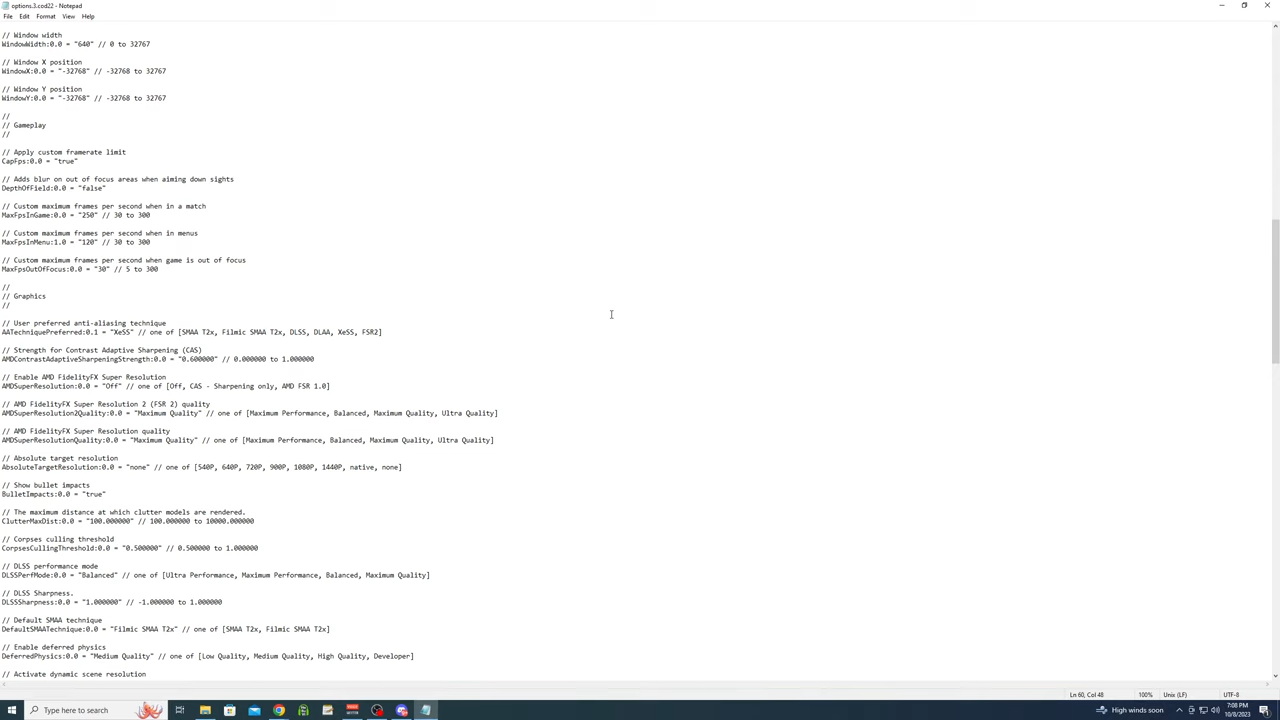 options.3.cod22 - Notepad
File Edit Format View Help
// Window width
WindowWidth:0.0 = "640" // 0 to 32767
// Window X position
WindowX:0.0 = "-32768" // -32768 to 32767
// Window Y position
WindowY:0.0 = "-32768" // -32768 to 32767
//
// Gameplay
//
// Apply custom framerate limit
CapFps:0.0 = "true"
// Adds blur on out of focus areas when aiming down sights
DepthOfField:0.0 = "false"
// Custom maximum frames per second when in a match
MaxFpsInGame:0.0 = "250" // 30 to 300
// Custom maximum frames per second when in menus
MaxFpsInMenu:1.0 = "120" // 30 to 300
// Custom maximum frames per second when game is out of focus
MaxFpsOutOfFocus:0.0 = "30" // 5 to 300
//
// Graphics
//
// User preferred anti-aliasing technique
AATechniquePreferred:0.1 = "XeSS" // one of [SMAA T2x, Filmic SMAA T2x, DLSS, DLAA, XeSS, FSR2]
// Strength for Contrast Adaptive Sharpening (CAS)
AMDContrastAdaptiveSharpeningStrength:0.0 = "0.600000" // 0.000000 to 1.000000
// Enable AMD FidelityFX Super Resolution
AMDSuperResolution:0.0 = "Off" // one of [Off, CAS - Sharpening only, AMD FSR 1.0]
// AMD FidelityFX Super Resolution 2 (FSR 2) quality
AMDSuperResolution2Quality:0.0 = "Maximum Quality" // one of [Maximum Performance, Balanced, Maximum Quality, Ultra Quality]
// AMD FidelityFX Super Resolution quality
AMDSuperResolutionQuality:0.0 = "Maximum Quality" // one of [Maximum Performance, Balanced, Maximum Quality, Ultra Quality]
// Absolute target resolution
AbsoluteTargetResolution:0.0 = "none" // one of [540P, 640P, 720P, 900P, 1080P, 1440P, native, none]
// Show bullet impacts
BulletImpacts:0.0 = "true"
// The maximum distance at which clutter models are rendered.
ClutterMaxDist:0.0 = "100.000000" // 100.000000 to 10000.000000
// Corpses culling threshold
CorpsesCullingThreshold:0.0 = "0.500000" // 0.500000 to 1.000000
// DLSS performance mode
DLSSPerfMode:0.0 = "Balanced" // one of [Ultra Performance, Maximum Performance, Balanced, Maximum Quality]
// DLSS Sharpness.
DLSSSharpness:0.0 = "1.000000" // -1.000000 to 1.000000
// Default SMAA technique
DefaultSMAATechnique:0.0 = "Filmic SMAA T2x" // one of [SMAA T2x, Filmic SMAA T2x]
// Enable deferred physics
DeferredPhysics:0.0 = "Medium Quality" // one of [Low Quality, Medium Quality, High Quality, Developer]
// Activate dynamic scene resolution
Ln 60, Col 48 100% Unix (LF) UTF-8
Type here to search
High winds soon
7:08 PM
10/8/2023